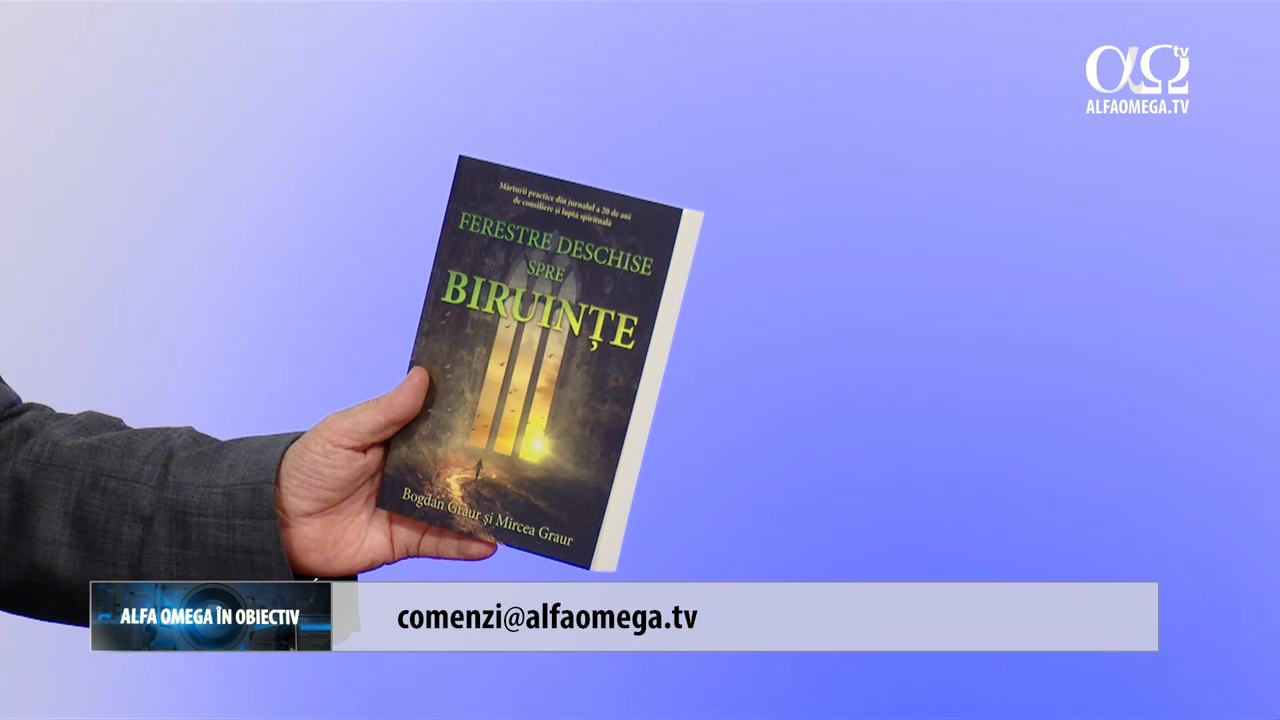 αΩ tv
ALFAOMEGA.TV
Mărturii practice din jurnalul a 20 de ani
de consiliere și luptă spirituală
FERESTRE DESCHISE
SPRE
BIRUINȚE
Bogdan Graur și Mircea Graur
ALFA OMEGA ÎN OBIECTIV
comenzi@alfaomega.tv